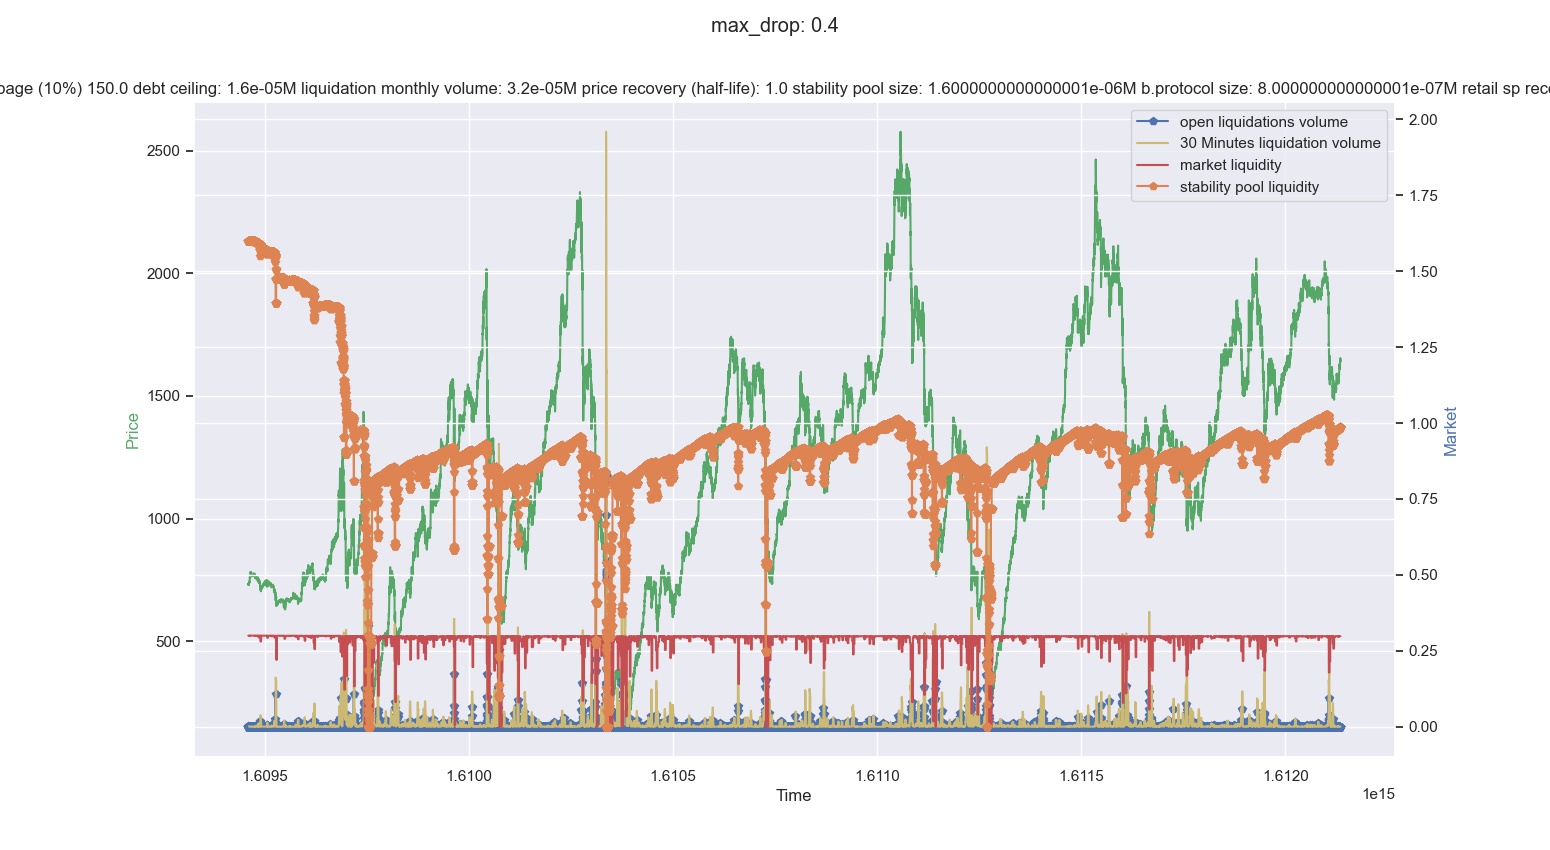 max_drop: 0.4
page (10%) 150.0 debt ceiling: 1.6e-05M liquidation monthly volume: 3.2e-05M price recovery (half-life): 1.0 stability pool size: 1.6000000000000001e-06M b.protocol size: 8.000000000000001e-07M retail sp reco
open liquidations volume
30 Minutes liquidation volume
market liquidity
stability pool liquidity
2500
2000
1500
1000
500
Price
2.00
1.75
1.50
1.25
1.00
0.75
0.50
0.25
0.00
Market
1.6095
1.6100
1.6105
1.6110
1.6115
1.6120
1e15
Time